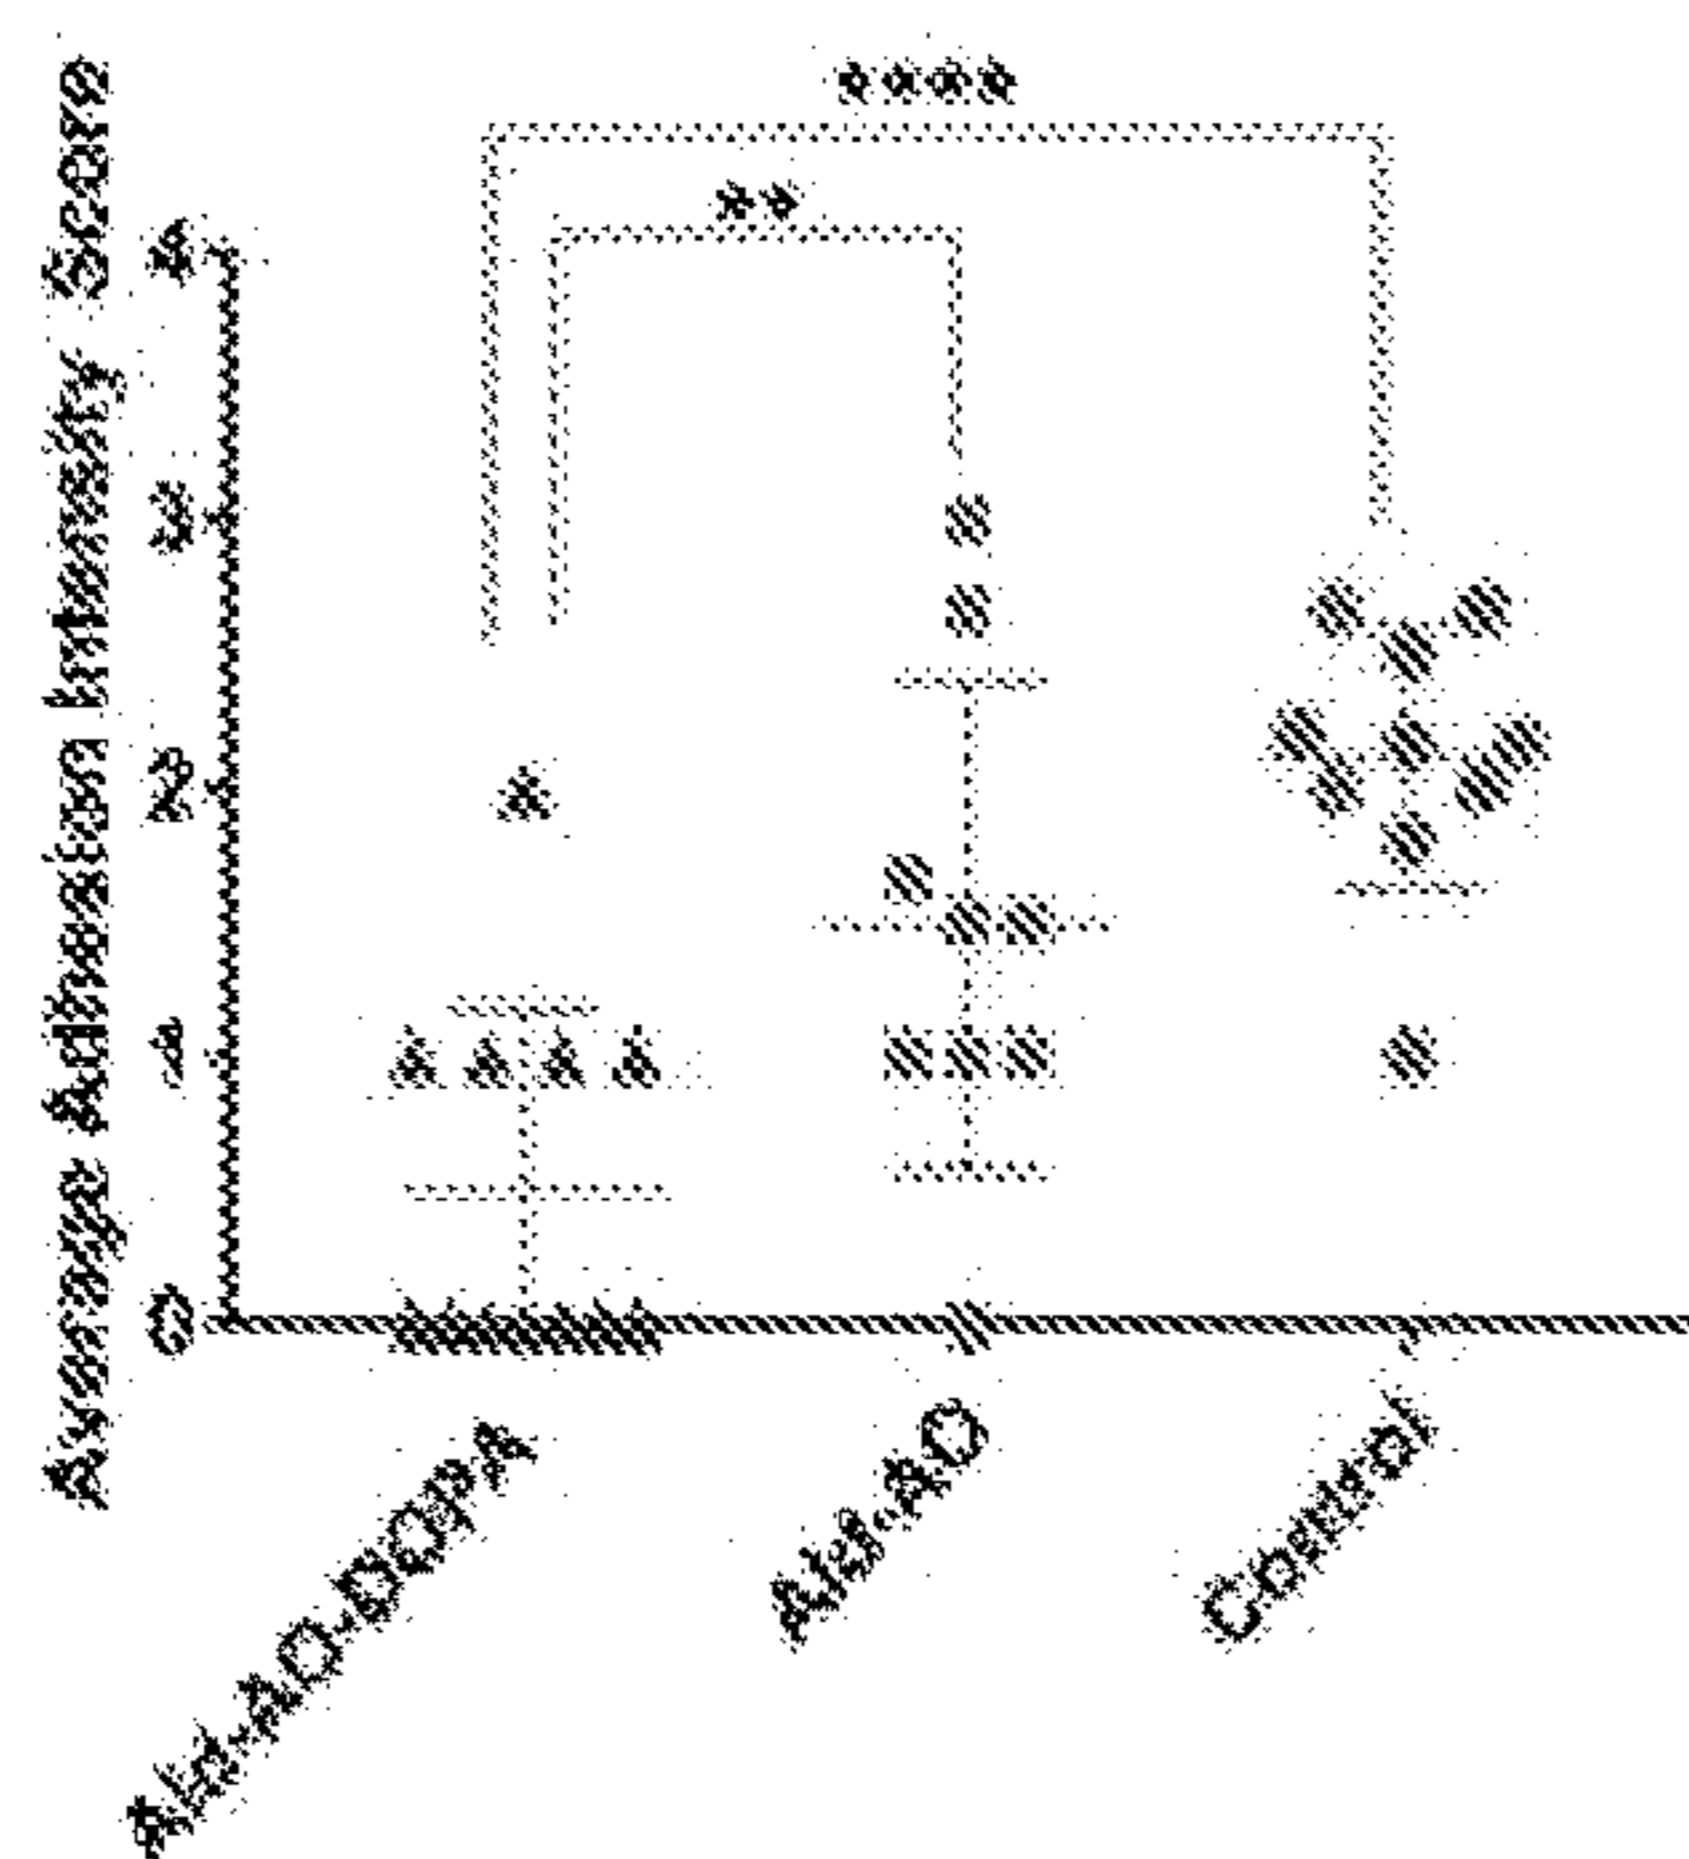 Average Adhesion Intensity Score
****
**
4
3
2
1
0
Alg-AO-DOPA
Alg-AO
Control